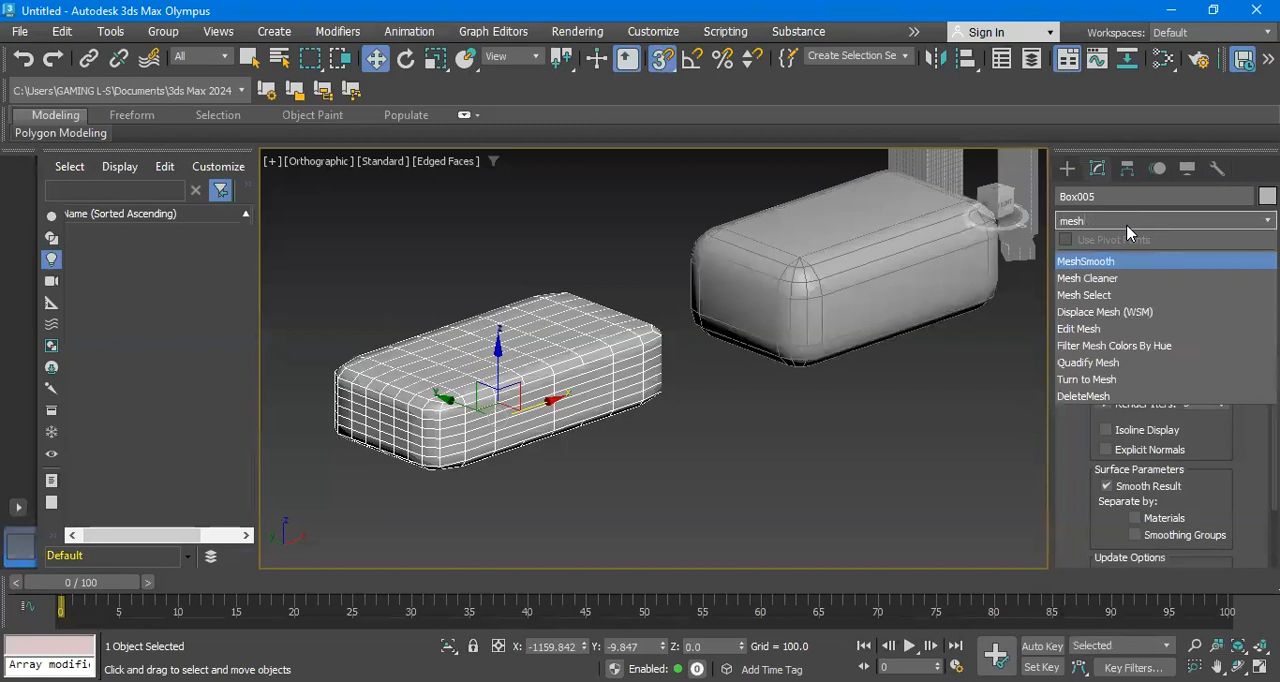 Untitled - Autodesk 3ds Max Olympus
File Edit Tools Group Views Create Modifiers Animation Graph Editors Rendering Customize Scripting Substance Sign In Workspaces: Default
All View Create Selection Se
C:\Users\GAMING L-S\Documents\3ds Max 2024
Modeling Freeform Selection Object Paint Populate
Polygon Modeling
Select Display Edit Customize
[+] [Orthographic] [Standard] [Edged Faces]
Name (Sorted Ascending)
Box005
mesh
MeshSmooth
Mesh Cleaner
Mesh Select
Displace Mesh (WSM)
Edit Mesh
Filter Mesh Colors By Hue
Quadify Mesh
Turn to Mesh
DeleteMesh
Isoline Display
Explicit Normals
Surface Parameters
Smooth Result
Separate by:
Materials
Smoothing Groups
Update Options
Default
0 / 100
0 5 10 15 20 25 30 35 40 45 50 55 60 65 70 75 80 85 90 95 100
1 Object Selected X: -1159.842 Y: -9.847 Z: 0.0 Grid = 100.0 Auto Key Selected
Array modifi Click and drag to select and move objects Enabled: 0 Add Time Tag 0 Set Key Key Filters...